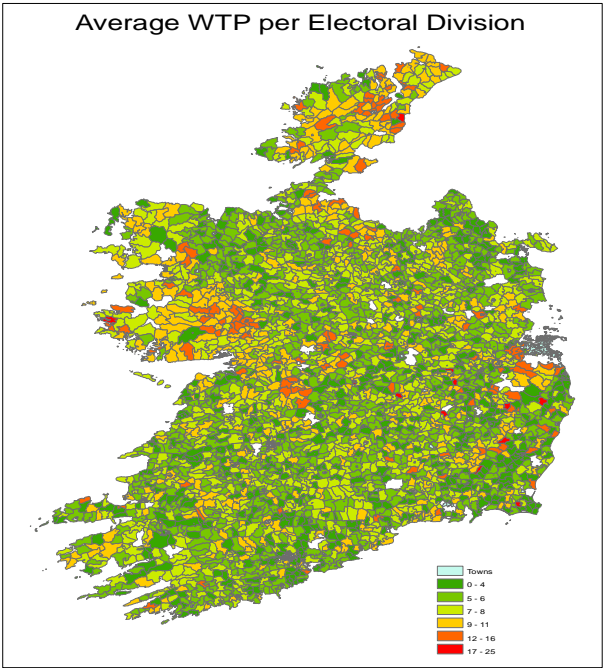 Average WTP per Electoral Division
Towns
0 - 4
5 - 6
7 - 8
9 - 11
12 - 16
17 - 25